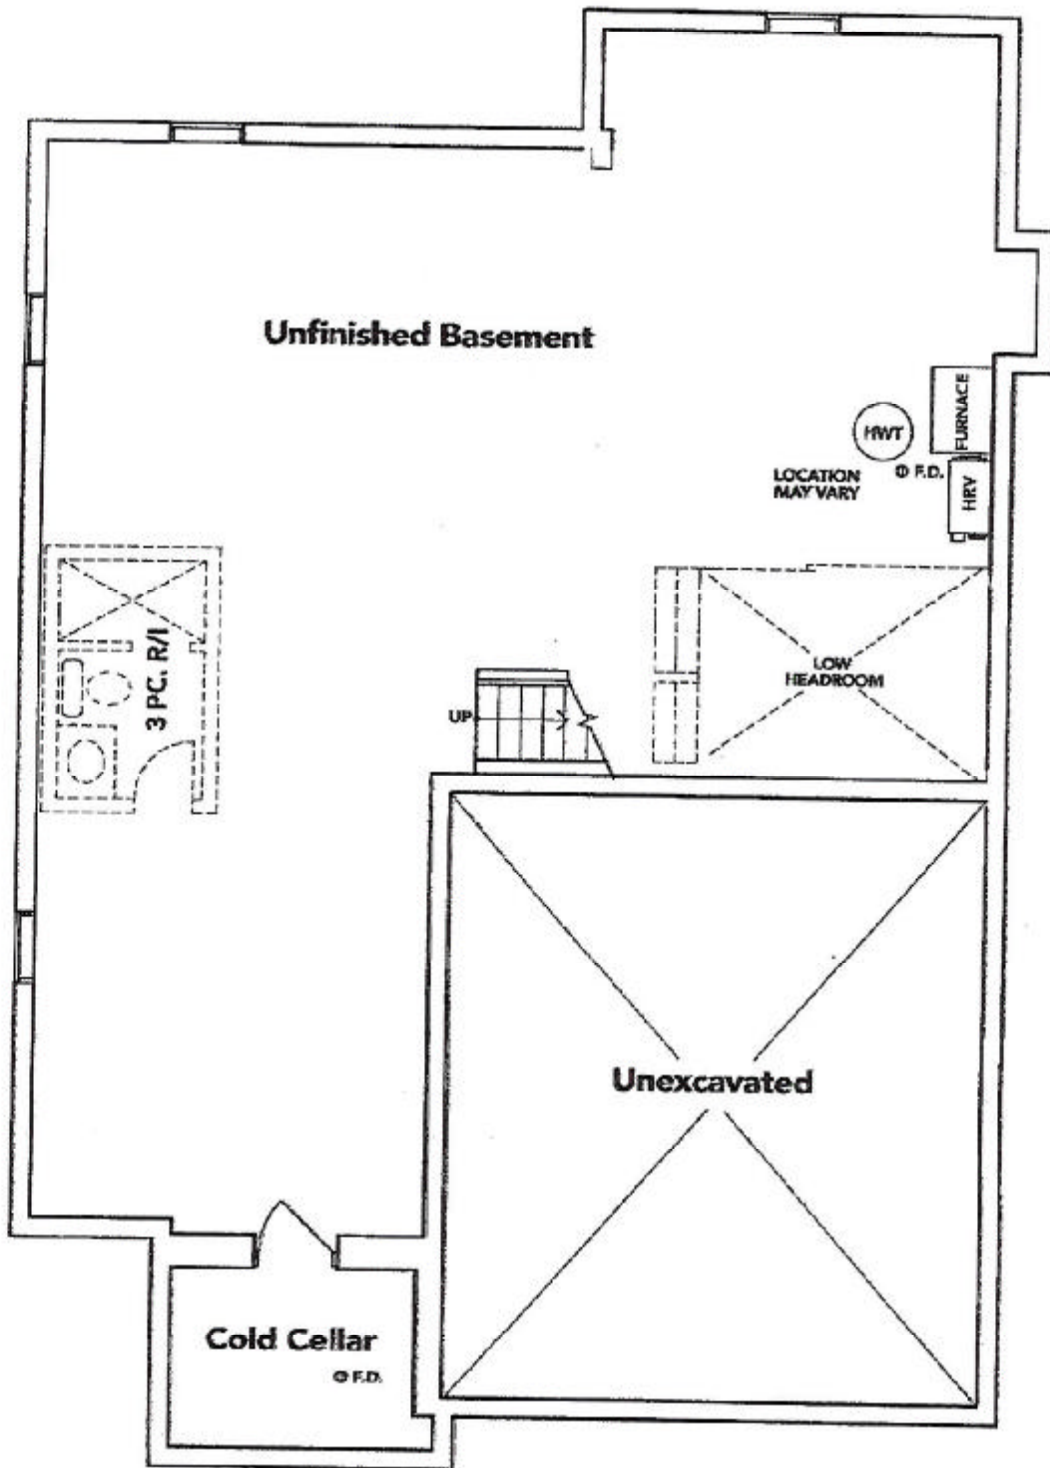 Unfinished Basement
FURNACE
HWT
F.D.
LOCATION
MAY VARY
HRV
3 PC. R/I
LOW
HEADROOM
UP
Unexcavated
Cold Cellar
F.D.